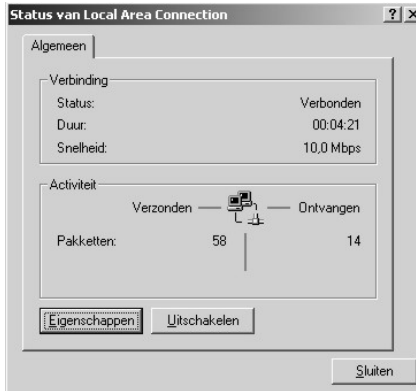 Status van Local Area Connection
Algemeen
Verbinding
Status: Verbonden
Duur: 00:04:21
Snelheid: 10,0 Mbps
Activiteit
Verzonden Ontvangen
Pakketten: 58 14
Eigenschappen Uitschakelen
Sluiten